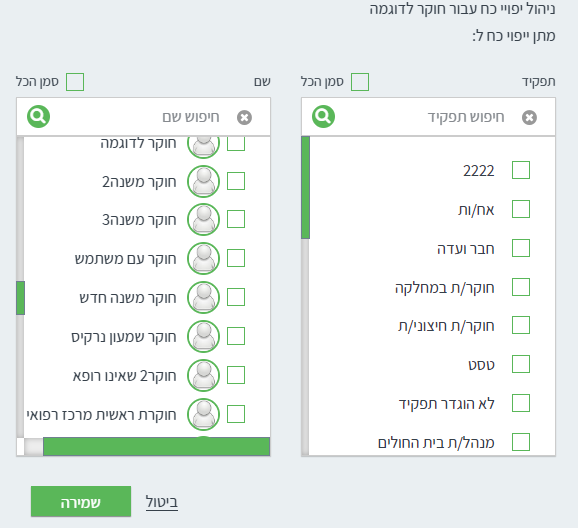 ניהול יפויי כח עבור חוקר לדוגמה
מתן ייפוי כח ל:
תפקיד
סמן הכל
חיפוש תפקיד
2222
אח/ות
חבר ועדה
חוקר/ת במחלקה
חוקר/ת חיצוני/ת
טסט
לא הוגדר תפקיד
מנהל/ת בית החולים
שם
סמן הכל
חיפוש שם
חוקר לדוגמה
חוקר משנה2
חוקר משנה3
חוקר עם משתמש
חוקר משנה חדש
חוקר שמעון נרקיס
חוקר2 שאינו רופא
חוקרת ראשית מרכז רפואי
ביטול
שמירה